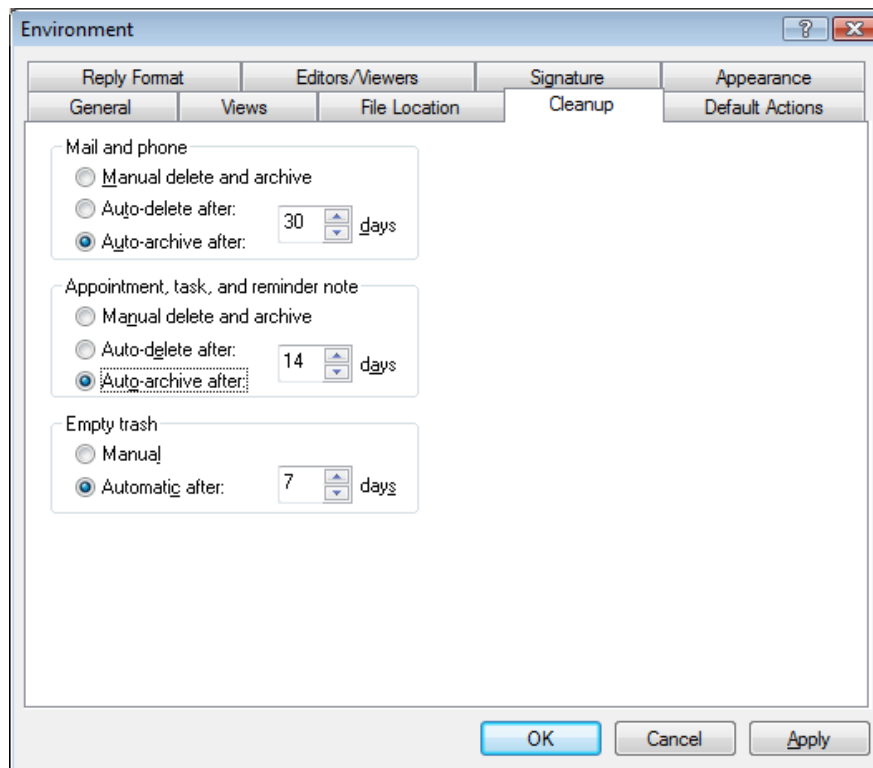 Environment
Reply Format Editors/Viewers Signature Appearance
General Views File Location Cleanup Default Actions
Mail and phone
Manual delete and archive
Auto-delete after:
30 days
Auto-archive after:
Appointment, task, and reminder note
Manual delete and archive
Auto-delete after:
14 days
Auto-archive after:
Empty trash
Manual
Automatic after: 7 days
OK Cancel Apply